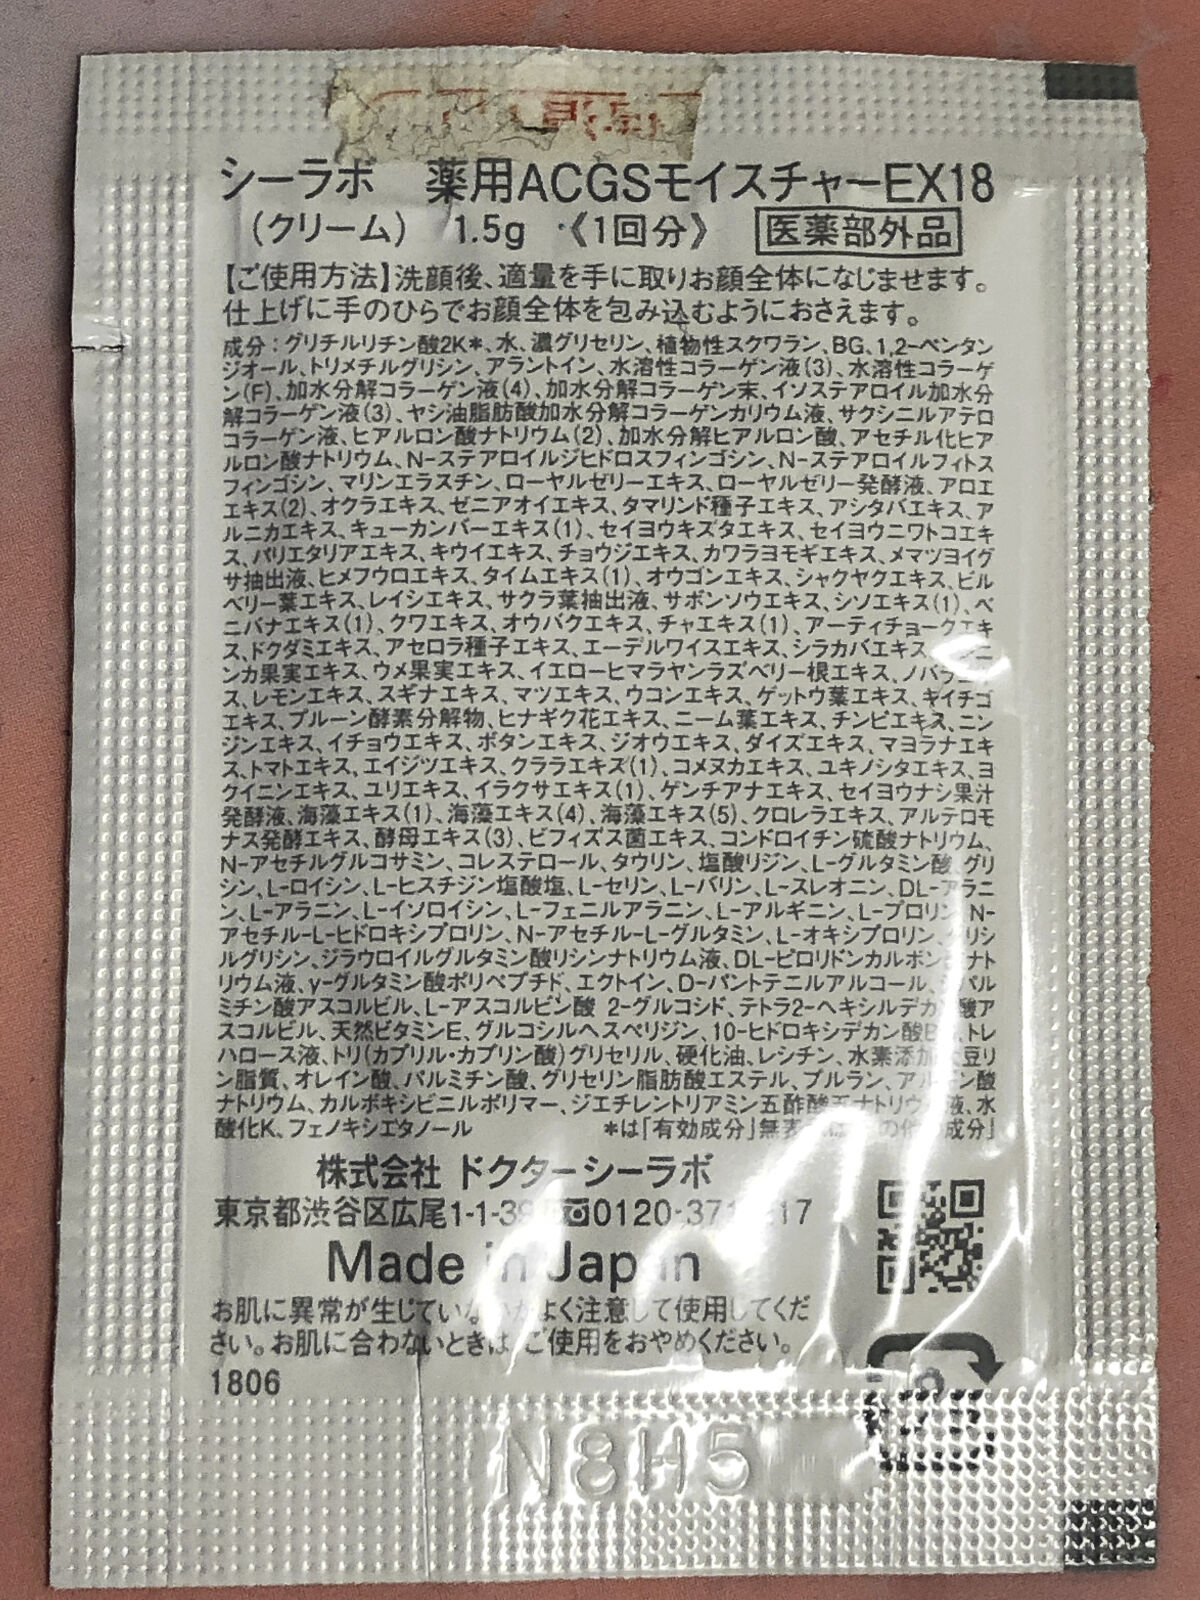 シーラボ 薬用ACGSモイスチャーEX18
(クリーム) 1.5g 《1回分》 医薬部外品
【ご使用方法】洗顔後、適量を手に取りお顔全体になじませます。
仕上げに手のひらでお顔全体を包み込むようにおさえます。
成分：グリチルリチン酸2K*、水、濃グリセリン、植物性スクワラン、BG、1,2-ペンタン
ジオール、トリメチルグリシン、アラントイン、水溶性コラーゲン液(3)、水溶性コラーゲ
ン(F)、加水分解コラーゲン液(4)、加水分解コラーゲン末、イソステアロイル加水分
解コラーゲン液(3)、ヤシ油脂肪酸加水分解コラーゲンカリウム液、サクシニルアテロ
コラーゲン液、ヒアルロン酸ナトリウム(2)、加水分解ヒアルロン酸、アセチル化ヒア
ルロン酸ナトリウム、N-ステアロイルジヒドロスフィンゴシン、N-ステアロイルフィトス
フィンゴシン、マリンエラスチン、ローヤルゼリーエキス、ローヤルゼリー発酵液、アロエ
エキス(2)、オクラエキス、ゼニアオイエキス、タマリンド種子エキス、アシタバエキス、ア
ルニカエキス、キューカンバーエキス(1)、セイヨウキズタエキス、セイヨウニワトコエキ
ス、パリエタリアエキス、キウイエキス、チョウジエキス、カワラヨモギエキス、メマツヨイグ
サ抽出液、ヒメフウロエキス、タイムエキス(1)、オウゴンエキス、シャクヤクエキス、ビル
ベリー葉エキス、レイシエキス、サクラ葉抽出液、サボンソウエキス、シソエキス(1)、ベ
ニバナエキス(1)、クワエキス、オウバクエキス、チャエキス(1)、アーティチョークエキ
ス、ドクダミエキス、アセロラ種子エキス、エーデルワイスエキス、シラカバエキス、
ンカ果実エキス、ウメ果実エキス、イエローヒマラヤンラズベリー根エキス、ノバラエキ
ス、レモンエキス、スギナエキス、マツエキス、ウコンエキス、ゲットウ葉エキス、キイチゴ
エキス、プルーン酵素分解物、ヒナギク花エキス、ニーム葉エキス、チンピエキス、ニン
ジンエキス、イチョウエキス、ボタンエキス、ジオウエキス、ダイズエキス、マヨラナエキ
ス、トマトエキス、エイジツエキス、クララエキス(1)、コメヌカエキス、ユキノシタエキス、ヨ
クイニンエキス、ユリエキス、イラクサエキス(1)、ゲンチアナエキス、セイヨウナシ果汁
発酵液、海藻エキス(1)、海藻エキス(4)、海藻エキス(5)、クロレラエキス、アルテロモ
ナス発酵エキス、酵母エキス(3)、ビフィズス菌エキス、コンドロイチン硫酸ナトリウム、
N-アセチルグルコサミン、コレステロール、タウリン、塩酸リジン、L-グルタミン酸、グリ
シン、L-ロイシン、L-ヒスチジン塩酸塩、L-セリン、L-バリン、L-スレオニン、DL-アラニ
ン、L-アラニン、L-イソロイシン、L-フェニルアラニン、L-アルギニン、L-プロリン、N-
アセチル-L-ヒドロキシプロリン、N-アセチル-L-グルタミン、L-オキシプロリン、グリシ
ルグリシン、ジラウロイルグルタミン酸リシンナトリウム液、DL-ピロリドンカルボン酸ナト
リウム液、γ-グルタミン酸ポリペプチド、エクトイン、D-パントテニルアルコール、ジパル
ミチン酸アスコルビル、L-アスコルビン酸 2-グルコシド、テトラ2-ヘキシルデカン酸ア
スコルビル、天然ビタミンE、グルコシルヘスペリジン、10-ヒドロキシデカン酸 トレ
ハロース液、トリ(カプリル・カプリン酸)グリセリル、硬化油、レシチン、水素添加大豆リ
ン脂質、オレイン酸、パルミチン酸、グリセリン脂肪酸エステル、プルラン、アルギン酸
ナトリウム、カルボキシビニルポリマー、ジエチレントリアミン五酢酸五ナトリウム液、水
酸化K、フェノキシエタノール *は「有効成分」無表示は その他の成分」
株式会社 ドクターシーラボ
東京都渋谷区広尾1-1-39 0120-37
Made in Japan
お肌に異常が生じていないかよく注意して使用してくだ
さい。お肌に合わないときは、ご使用をおやめください。
1806
N8H5